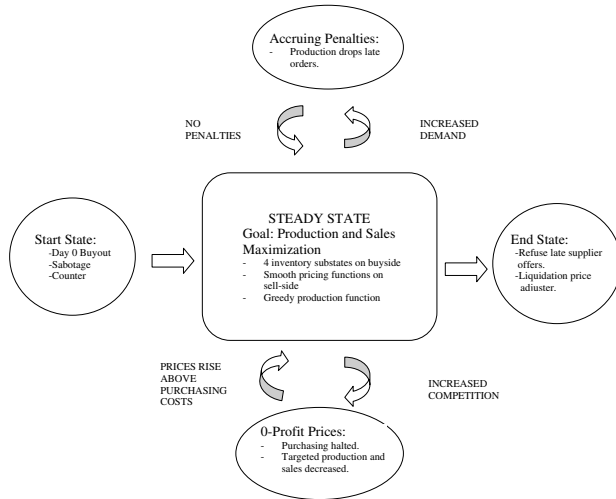 Accruing Penalties:
- Production drops late
orders.
NO
PENALTIES
INCREASED
DEMAND
STEADY STATE
Goal: Production and Sales
Maximization
- 4 inventory substates on
buyside
- Smooth pricing functions on
sell-side
- Greedy production function
Start State:
-Day 0 Buyout
-Sabotage
-Counter
End State:
-Refuse late supplier
offers.
-Liquidation price
adjuster.
PRICES RISE
ABOVE
PURCHASING
COSTS
INCREASED
COMPETITION
0-Profit Prices:
- Purchasing halted.
- Targeted production and
sales decreased.